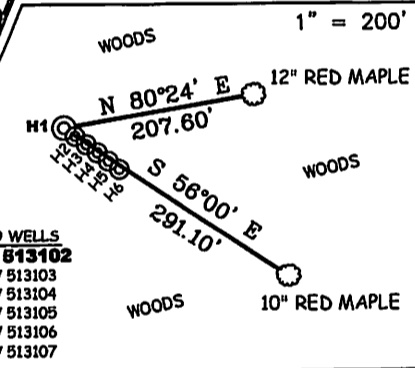 1" = 200'
WOODS
12" RED MAPLE
N 80°24' E
207.60'
H1
H2
H3
H4
H5
H6
WOODS
S 56°00' E
291.10'
10" RED MAPLE
WOODS
WELLS
513102
513103
513104
513105
513106
513107